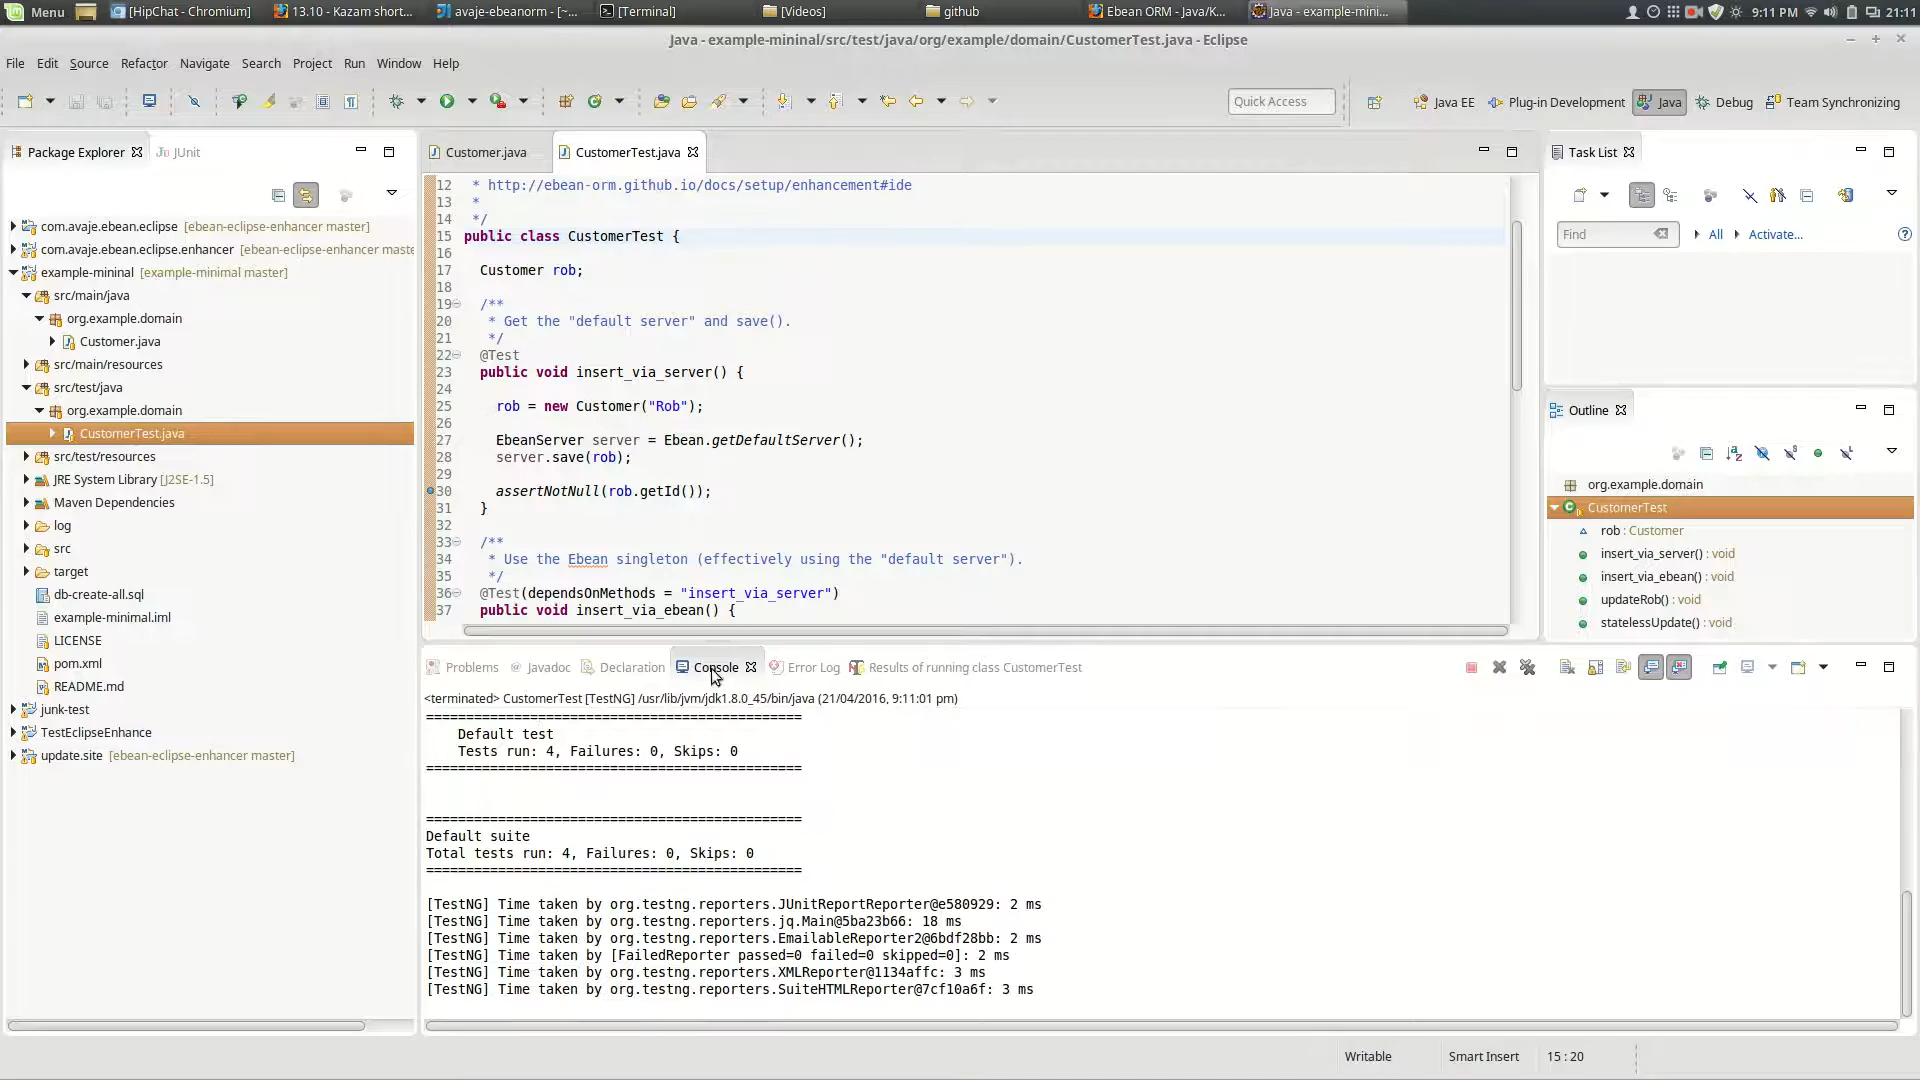 Menu
[HipChat - Chromium]
13.10 - Kazam short...
avaje-ebeanorm - [~...
[Terminal]
[Videos]
github
Ebean ORM - Java/K...
Java - example-mini...
9:11 PM
21:11
Java - example-mininal/src/test/java/org/example/domain/CustomerTest.java - Eclipse
File Edit Source Refactor Navigate Search Project Run Window Help
Quick Access
Java EE
Plug-in Development
Java
Debug
Team Synchronizing
Package Explorer
JUnit
com.avaje.ebean.eclipse [ebean-eclipse-enhancer master]
com.avaje.ebean.eclipse.enhancer [ebean-eclipse-enhancer maste
example-mininal [example-minimal master]
src/main/java
org.example.domain
Customer.java
src/main/resources
src/test/java
org.example.domain
CustomerTest.java
src/test/resources
JRE System Library [J2SE-1.5]
Maven Dependencies
log
src
target
db-create-all.sql
example-minimal.iml
LICENSE
pom.xml
README.md
junk-test
TestEclipseEnhance
update.site [ebean-eclipse-enhancer master]
Customer.java
CustomerTest.java
12 * http://ebean-orm.github.io/docs/setup/enhancement#ide
13 *
14 */
15 public class CustomerTest {
16
17 Customer rob;
18
19 /**
20 * Get the "default server" and save().
21 */
22 @Test
23 public void insert_via_server() {
24
25 rob = new Customer("Rob");
26
27 EbeanServer server = Ebean.getDefaultServer();
28 server.save(rob);
29
30 assertNotNull(rob.getId());
31 }
32
33 /**
34 * Use the Ebean singleton (effectively using the "default server").
35 */
36 @Test(dependsOnMethods = "insert_via_server")
37 public void insert_via_ebean() {
Task List
Find
All
Activate...
Outline
org.example.domain
CustomerTest
rob : Customer
insert_via_server() : void
insert_via_ebean() : void
updateRob() : void
statelessUpdate() : void
Problems
Javadoc
Declaration
Console
Error Log
Results of running class CustomerTest
<terminated> CustomerTest [TestNG] /usr/lib/jvm/jdk1.8.0_45/bin/java (21/04/2016, 9:11:01 pm)
===============================================
Default test
Tests run: 4, Failures: 0, Skips: 0
===============================================
===============================================
Default suite
Total tests run: 4, Failures: 0, Skips: 0
===============================================
[TestNG] Time taken by org.testng.reporters.JUnitReportReporter@e580929: 2 ms
[TestNG] Time taken by org.testng.reporters.jq.Main@5ba23b66: 18 ms
[TestNG] Time taken by org.testng.reporters.EmailableReporter2@6bdf28bb: 2 ms
[TestNG] Time taken by [FailedReporter passed=0 failed=0 skipped=0]: 2 ms
[TestNG] Time taken by org.testng.reporters.XMLReporter@1134affc: 3 ms
[TestNG] Time taken by org.testng.reporters.SuiteHTMLReporter@7cf10a6f: 3 ms
Writable
Smart Insert
15 : 20